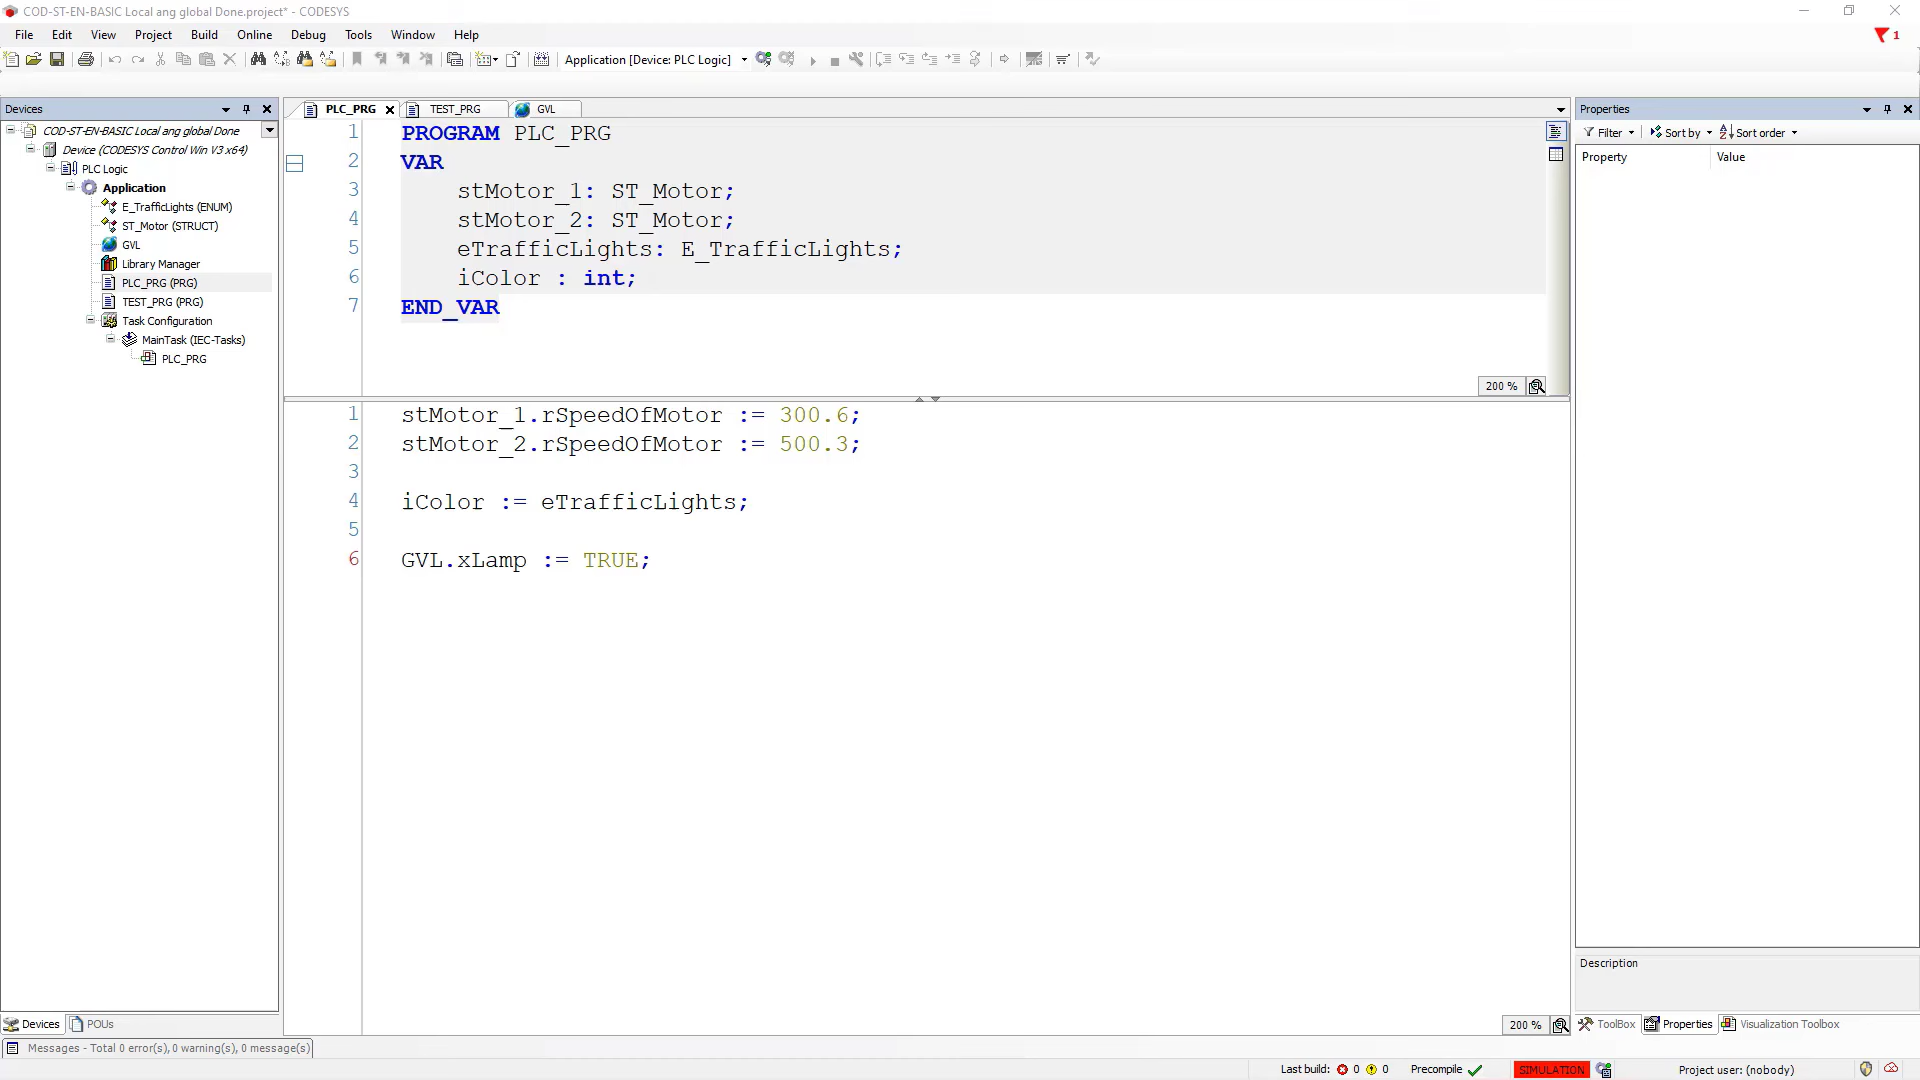 COD-ST-EN-BASIC Local ang global Done.project* - CODESYS
File Edit View Project Build Online Debug Tools Window Help
1
Application [Device: PLC Logic]
Devices
COD-ST-EN-BASIC Local ang global Done
Device (CODESYS Control Win V3 x64)
PLC Logic
Application
E_TrafficLights (ENUM)
ST_Motor (STRUCT)
GVL
Library Manager
PLC_PRG (PRG)
TEST_PRG (PRG)
Task Configuration
MainTask (IEC-Tasks)
PLC_PRG
Devices POUs
PLC_PRG TEST_PRG GVL
1 PROGRAM PLC_PRG
2 VAR
3 stMotor_1: ST_Motor;
4 stMotor_2: ST_Motor;
5 eTrafficLights: E_TrafficLights;
6 iColor : int;
7 END_VAR
200 %
1 stMotor_1.rSpeedOfMotor := 300.6;
2 stMotor_2.rSpeedOfMotor := 500.3;
3
4 iColor := eTrafficLights;
5
6 GVL.xLamp := TRUE;
200 %
Properties
Filter Sort by Sort order
Property Value
Description
ToolBox Properties Visualization Toolbox
Messages - Total 0 error(s), 0 warning(s), 0 message(s)
Last build: 0 0 Precompile SIMULATION Project user: (nobody)